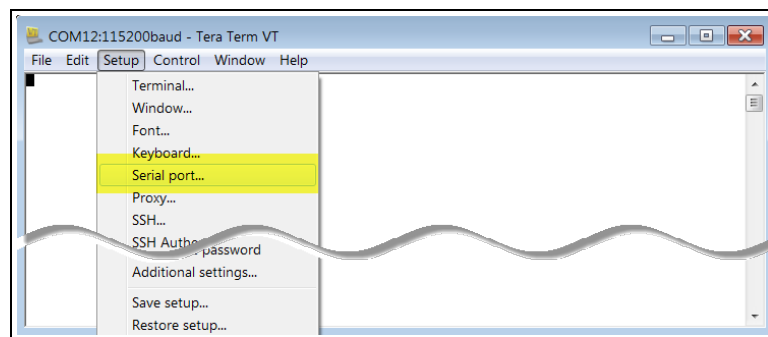 COM12:115200baud - Tera Term VT
File Edit Setup Control Window Help
Terminal...
Window...
Font...
Keyboard...
Serial port...
Proxy...
SSH...
SSH
password
Additional settings...
Save setup...
Restore setup...